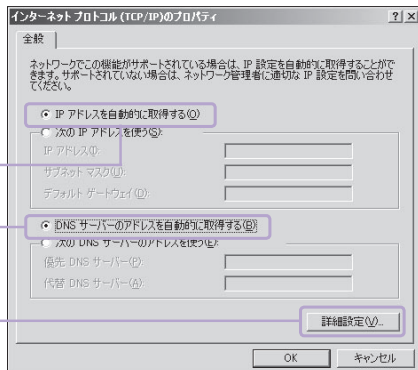 インターネット プロトコル (TCP/IP)のプロパティ
? ×
全般
ネットワークでこの機能がサポートされている場合は、IP 設定を自動的に取得することがで
きます。サポートされていない場合は、ネットワーク管理者に適切な IP 設定を問い合わせ
てください。
IP アドレスを自動的に取得する(O)
次の IP アドレスを使う(S):
IP アドレス(I):
サブネット マスク(U):
デフォルト ゲートウェイ(D):
DNS サーバーのアドレスを自動的に取得する(B)
次の DNS サーバーのアドレスを使う(E):
優先 DNS サーバー(P):
代替 DNS サーバー(A):
詳細設定(V)...
OK
キャンセル